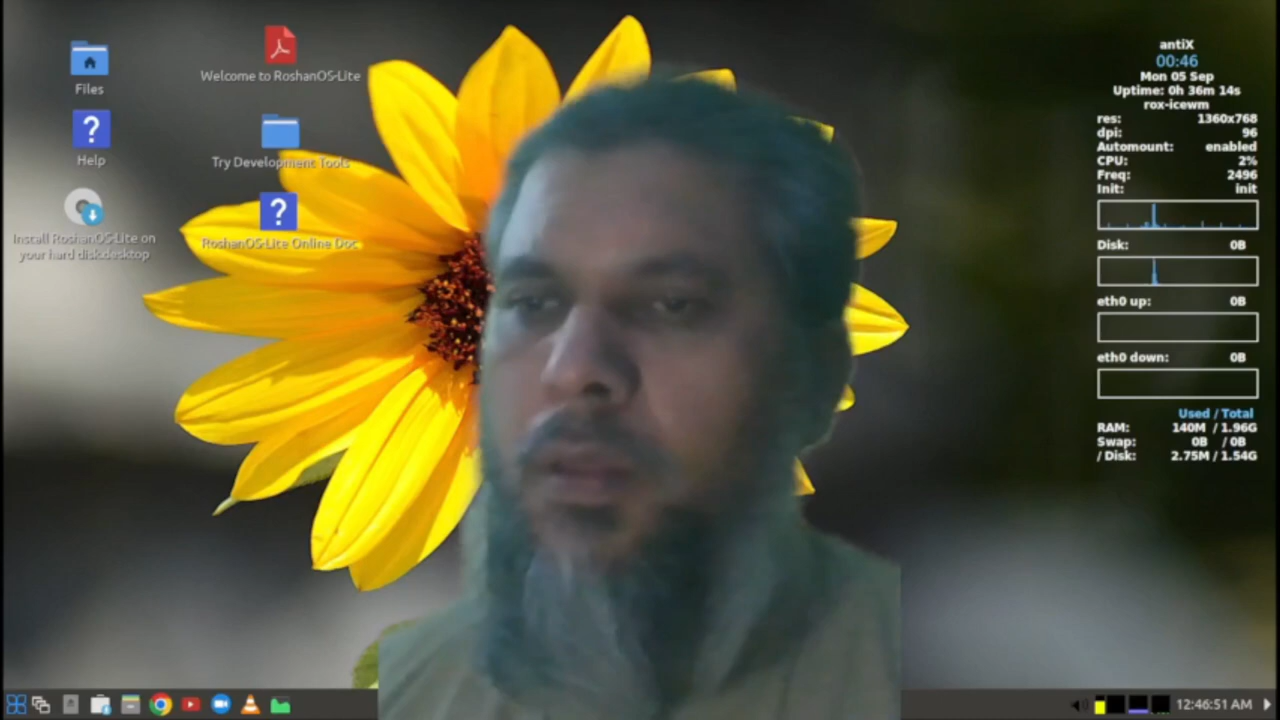 Files
Help
Install RoshanOS-Lite on
your hard disk.desktop
Welcome to RoshanOS-Lite
Try Development Tools
RoshanOS-Lite Online Doc
antiX
00:46
Mon 05 Sep
Uptime: 0h 36m 14s
rox-icewm
res: 1360x768
dpi: 96
Automount: enabled
CPU: 2%
Freq: 2496
Init: init
Disk: 0B
eth0 up: 0B
eth0 down: 0B
Used / Total
RAM: 140M / 1.96G
Swap: 0B / 0B
/ Disk: 2.75M / 1.54G
12:46:51 AM